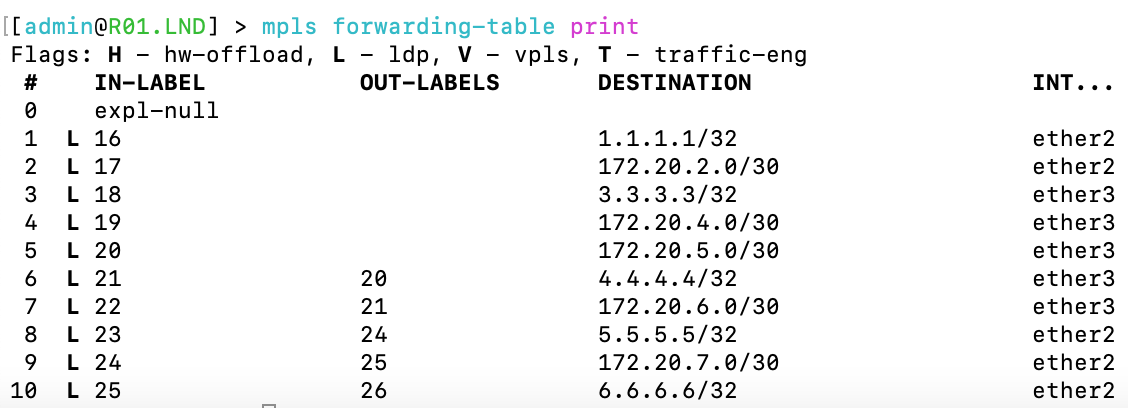 [[admin@R01.LND] > mpls forwarding-table print
Flags: H - hw-offload, L - ldp, V - vpls, T - traffic-eng
 #    IN-LABEL           OUT-LABELS       DESTINATION                    INT...
 0    expl-null
 1  L 16                                  1.1.1.1/32                     ether2
 2  L 17                                  172.20.2.0/30                  ether2
 3  L 18                                  3.3.3.3/32                     ether3
 4  L 19                                  172.20.4.0/30                  ether3
 5  L 20                                  172.20.5.0/30                  ether3
 6  L 21                 20               4.4.4.4/32                     ether3
 7  L 22                 21               172.20.6.0/30                  ether3
 8  L 23                 24               5.5.5.5/32                     ether2
 9  L 24                 25               172.20.7.0/30                  ether2
10  L 25                 26               6.6.6.6/32                     ether2